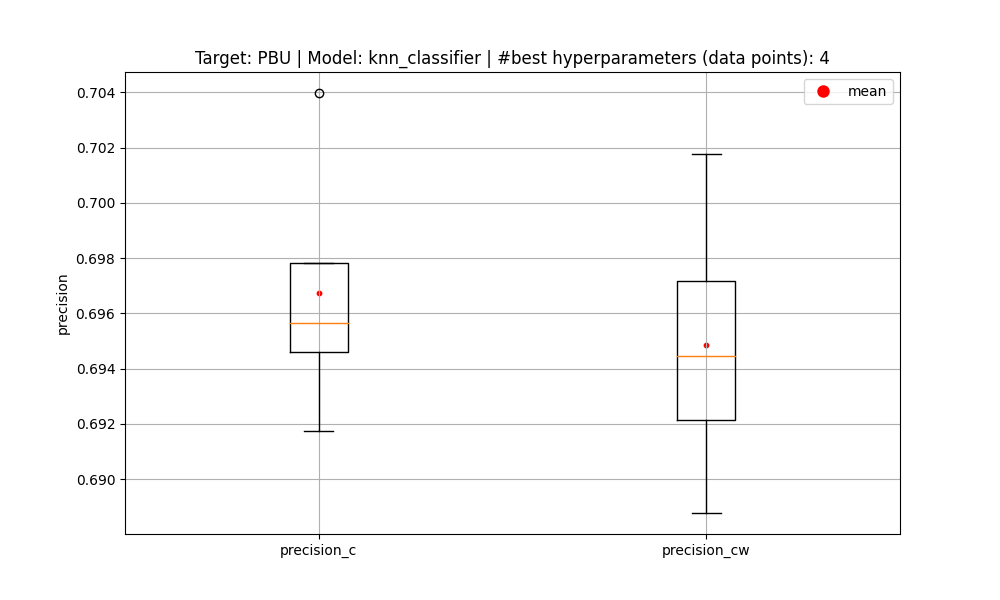 Target: PBU | Model: knn_classifier | #best hyperparameters (data points): 4
mean
0.704
0.702
0.700
0.698
0.696
0.694
0.692
0.690
precision
precision_c
precision_cw